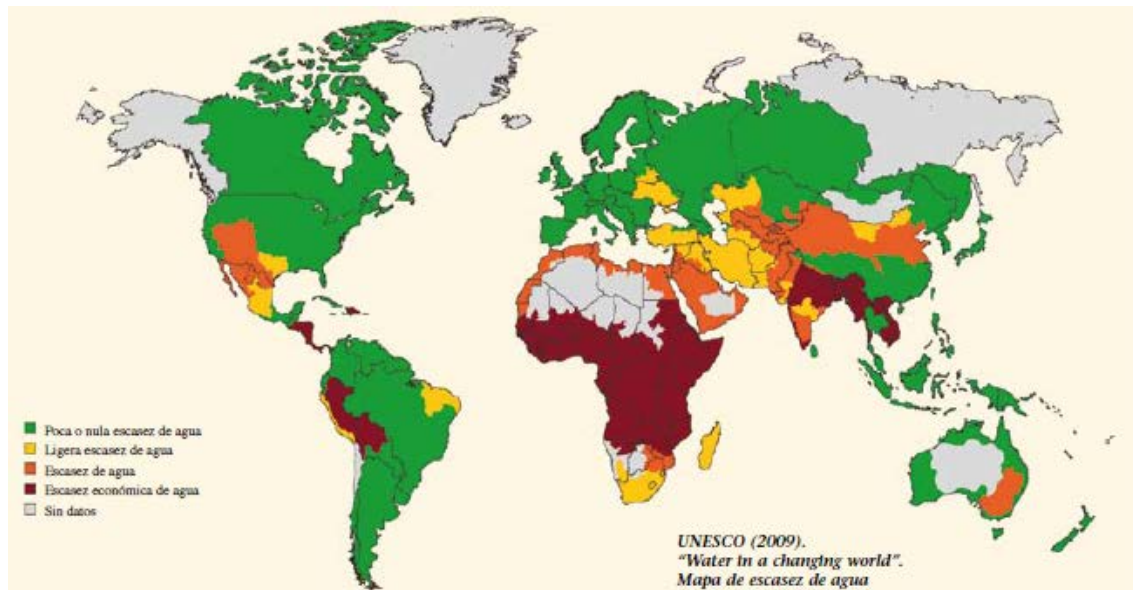 Poca o nula escasez de agua
Ligera escasez de agua
Escasez de agua
Escasez económica de agua
Sin datos
UNESCO (2009).
"Water in a changing world".
Mapa de escasez de agua